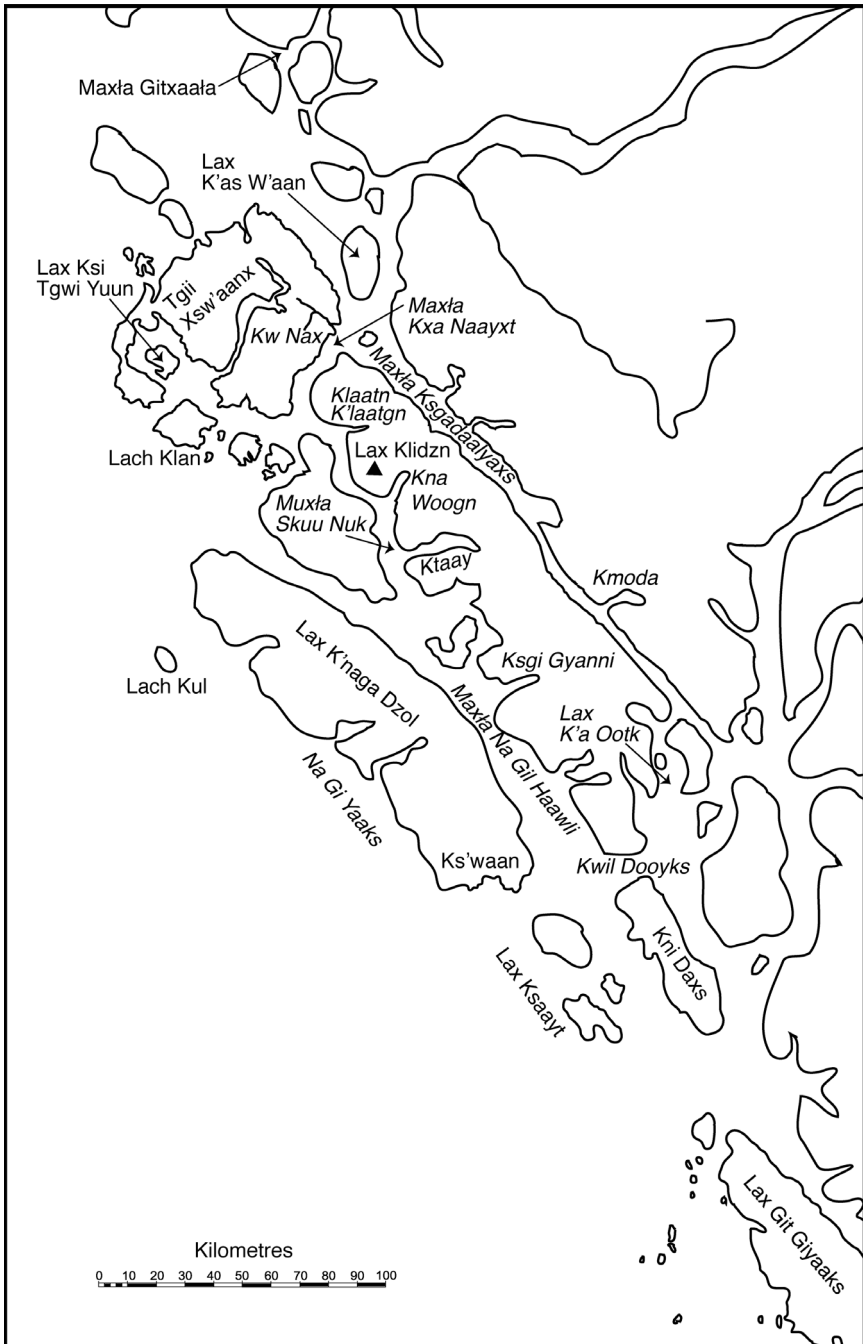 Maxła Gitxaała
Lax
K'as W'aan
Lax Ksi
Tgwi Yuun
Tgii
Xsw'aanx
Kw Nax
Maxła
Kxa Naayxt
Maxła Ksgadaalyaxs
Klaatn
K'laatgn
Lach Klan
Lax Klidzn
Kna
Woogn
Muxła
Skuu Nuk
Ktaay
Kmoda
Lax K'naga Dzol
Ksgi Gyanni
Lach Kul
Maxła Na Gil Haawli
Lax
K'a Ootk
Na Gi Yaaks
Ks'waan
Kwil Dooyks
Kni Daxs
Lax Ksaayt
Lax Git Giyaaks
Kilometres
0 10 20 30 40 50 60 70 80 90 100